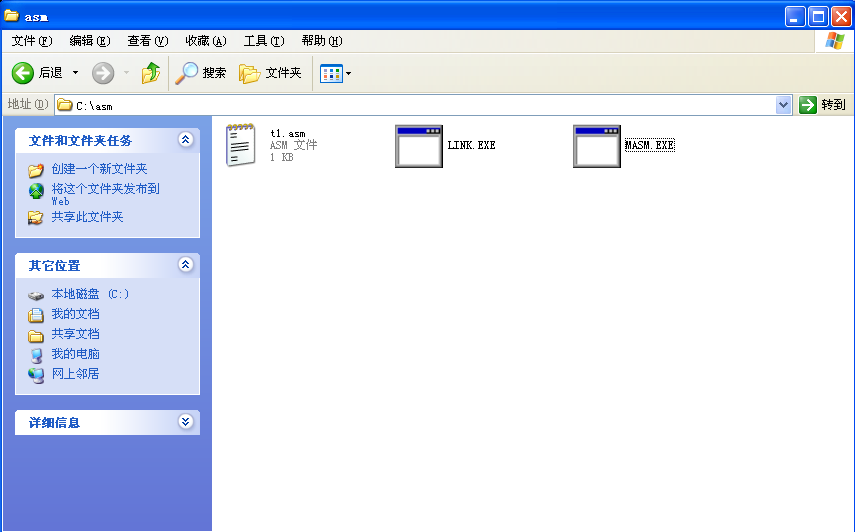 asm
文件(F) 编辑(E) 查看(V) 收藏(A) 工具(T) 帮助(H)
后退 搜索 文件夹
地址(D) C:\asm 转到
文件和文件夹任务
创建一个新文件夹
将这个文件夹发布到
Web
共享此文件夹
其它位置
本地磁盘 (C:)
我的文档
共享文档
我的电脑
网上邻居
详细信息
t1.asm
ASM 文件
1 KB
LINK.EXE
MASM.EXE